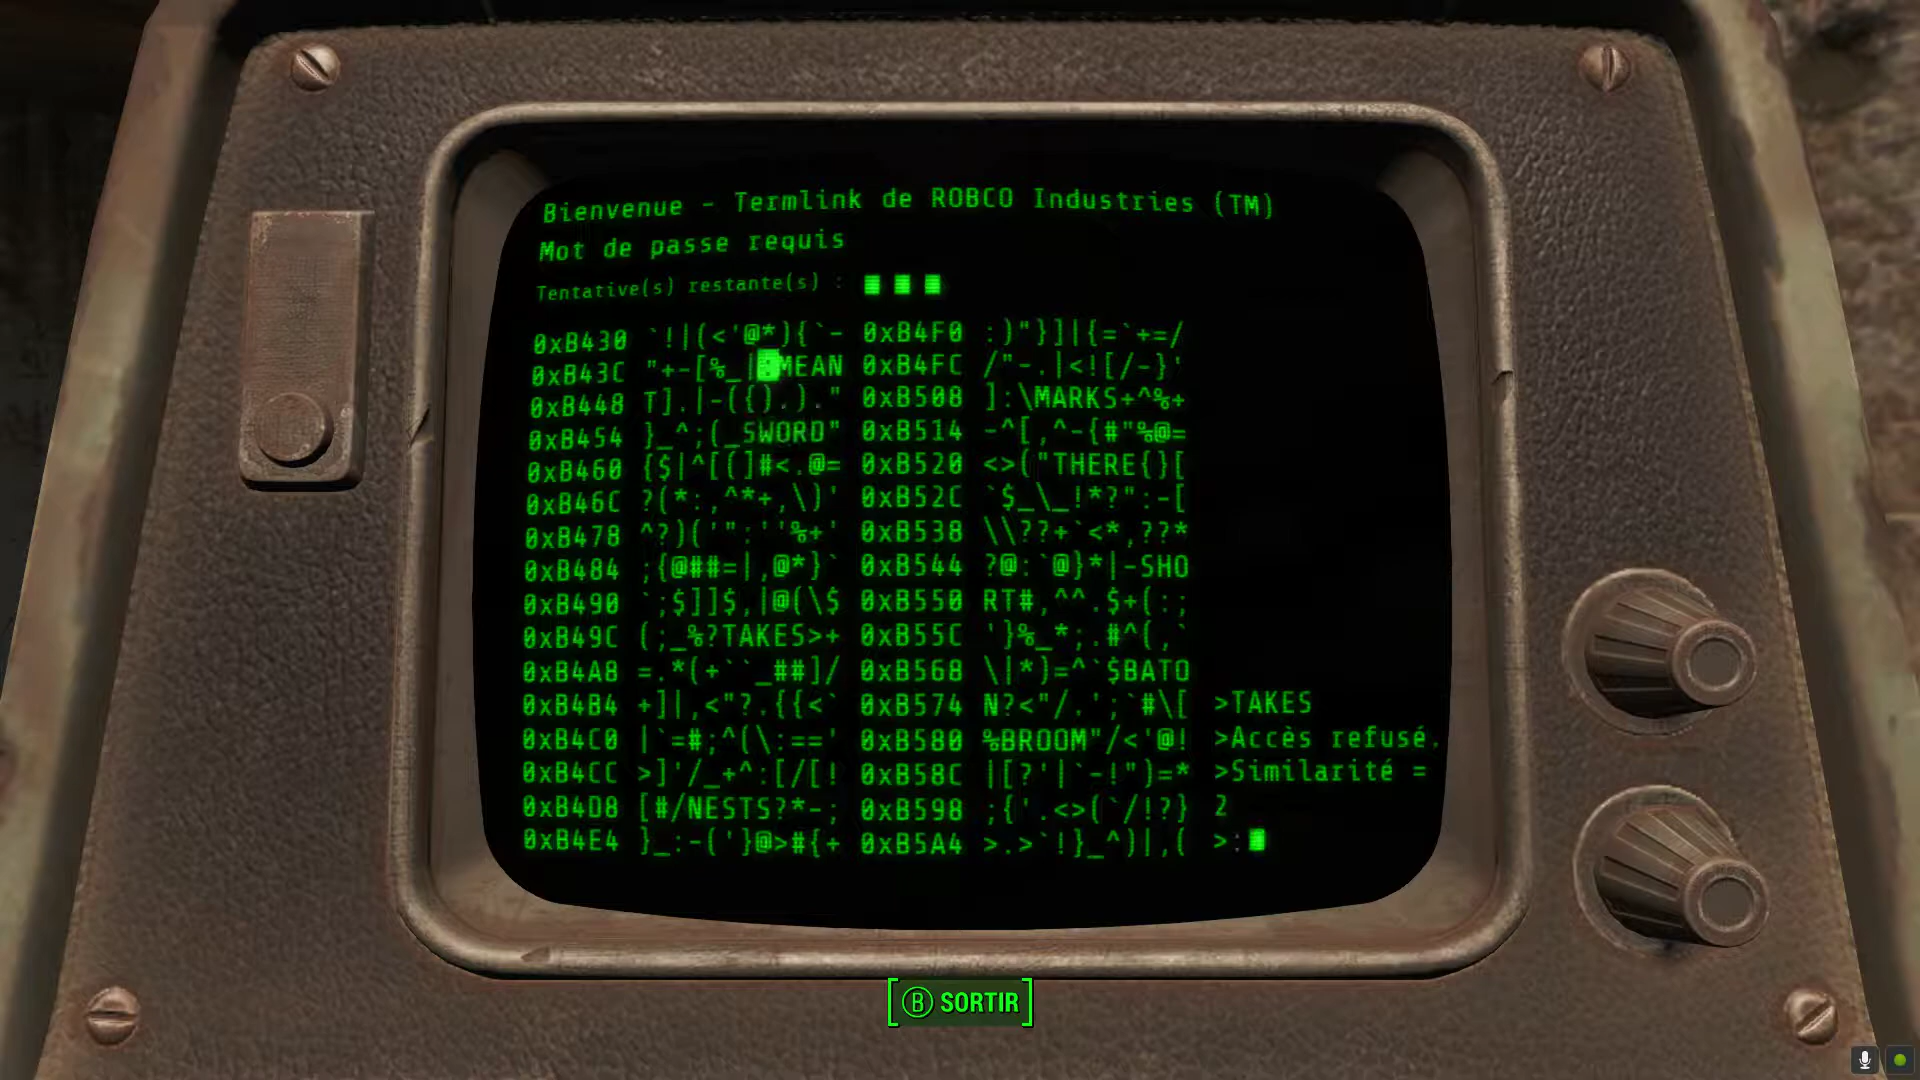 Bienvenue - Termlink de ROBCO Industries (TM)
Mot de passe requis
Tentative(s) restante(s) :
0xB430 `!|(<'@*){`- 0xB4F0 :)"}]|{=`+=/
0xB43C "+-[%_| MEAN 0xB4FC /"-.|<![/-}'
0xB448 T].|-({).)." 0xB508 ]:\MARKS+^%+
0xB454 }_^;(_SWORD" 0xB514 -^[,^-{#"%@=
0xB460 {$|^[(]#<.@= 0xB520 <>("THERE{}[
0xB46C ?(*:,^*+,\)' 0xB52C `$_\_!*?":-[
0xB478 ^?)('":''%+' 0xB538 \\??+`<*,??*
0xB484 ;{@##=|,@*}` 0xB544 ?@:`@}*|-SHO
0xB490 `;$]]$,|@(\$ 0xB550 RT#,^^.$+(:;
0xB49C (;_%?TAKES>+ 0xB55C '}%_*;.#^(,`
0xB4A8 =.*(+``_##]/ 0xB568 \|*)=^`$BATO
0xB4B4 +]|,<"?.{{<` 0xB574 N?<"/.';`#\[ >TAKES
0xB4C0 |`=#;^(\:==' 0xB580 %BROOM"/<'@! >Accès refusé.
0xB4CC >]'/_+^:[/[! 0xB58C |[?'|`-!")=* >Similarité =
0xB4D8 [#/NESTS?*-; 0xB598 ;{'.<>(`/!?} 2
0xB4E4 }_:-('}@>#{+ 0xB5A4 >.>`!}_^)|,( >:
B SORTIR